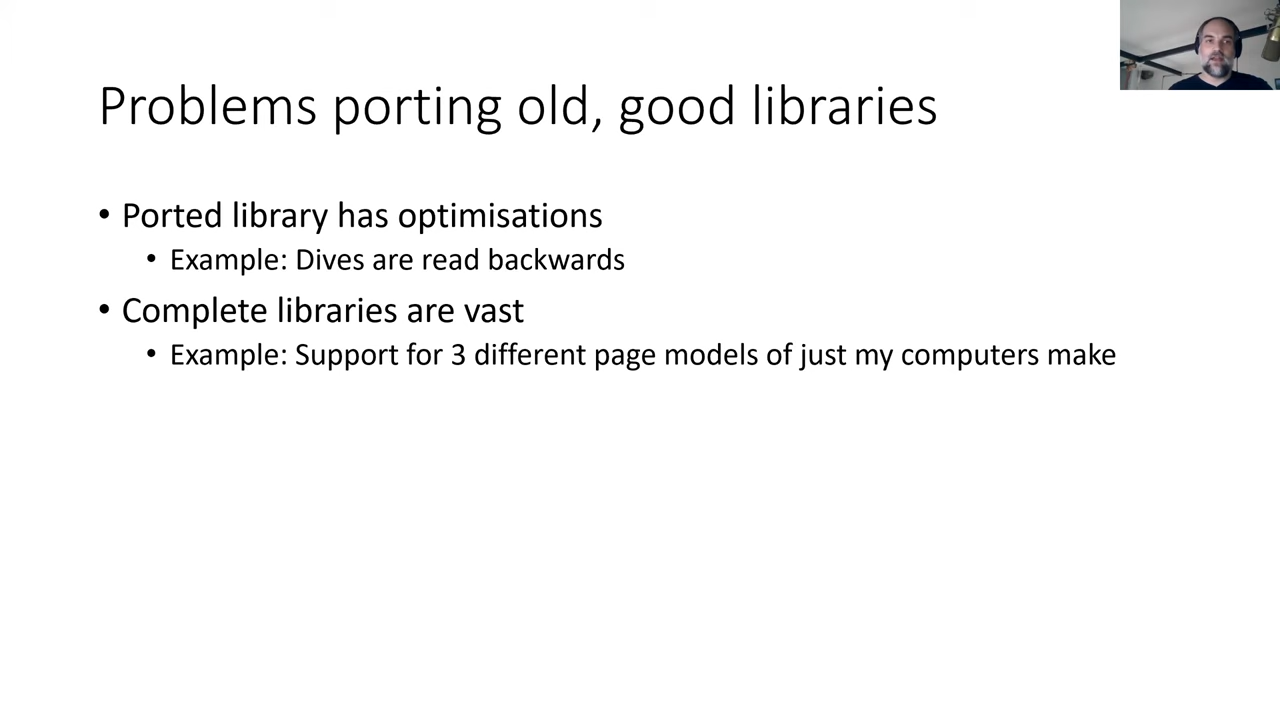 Problems porting old, good libraries
• Ported library has optimisations
• Example: Dives are read backwards
• Complete libraries are vast
• Example: Support for 3 different page models of just my computers make